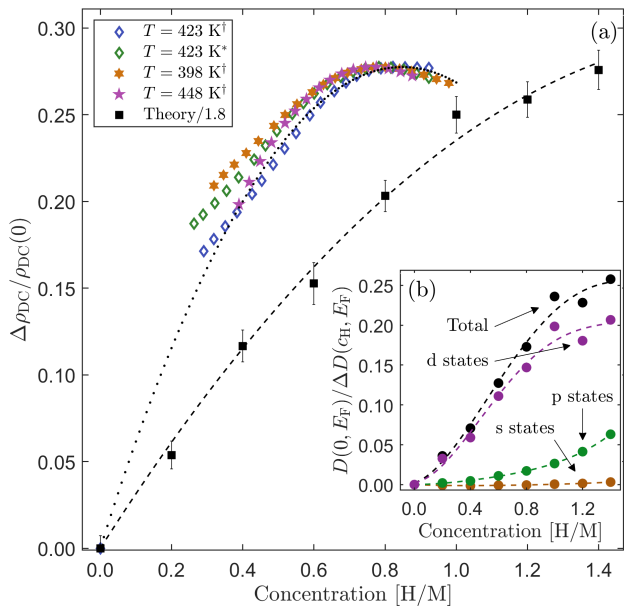 (a)
T = 423 K†
T = 423 K*
T = 398 K†
T = 448 K†
Theory/1.8
0.30
0.25
0.20
0.15
0.10
0.05
0.00
Δρ_DC/ρ_DC(0)
0.0 0.2 0.4 0.6 0.8 1.0 1.2 1.4
Concentration [H/M]
(b)
Total
d states
p states
s states
0.25
0.20
0.15
0.10
0.05
0.00
D(0, E_F)/ΔD(c_H, E_F)
0.0 0.4 0.8 1.2
Concentration [H/M]